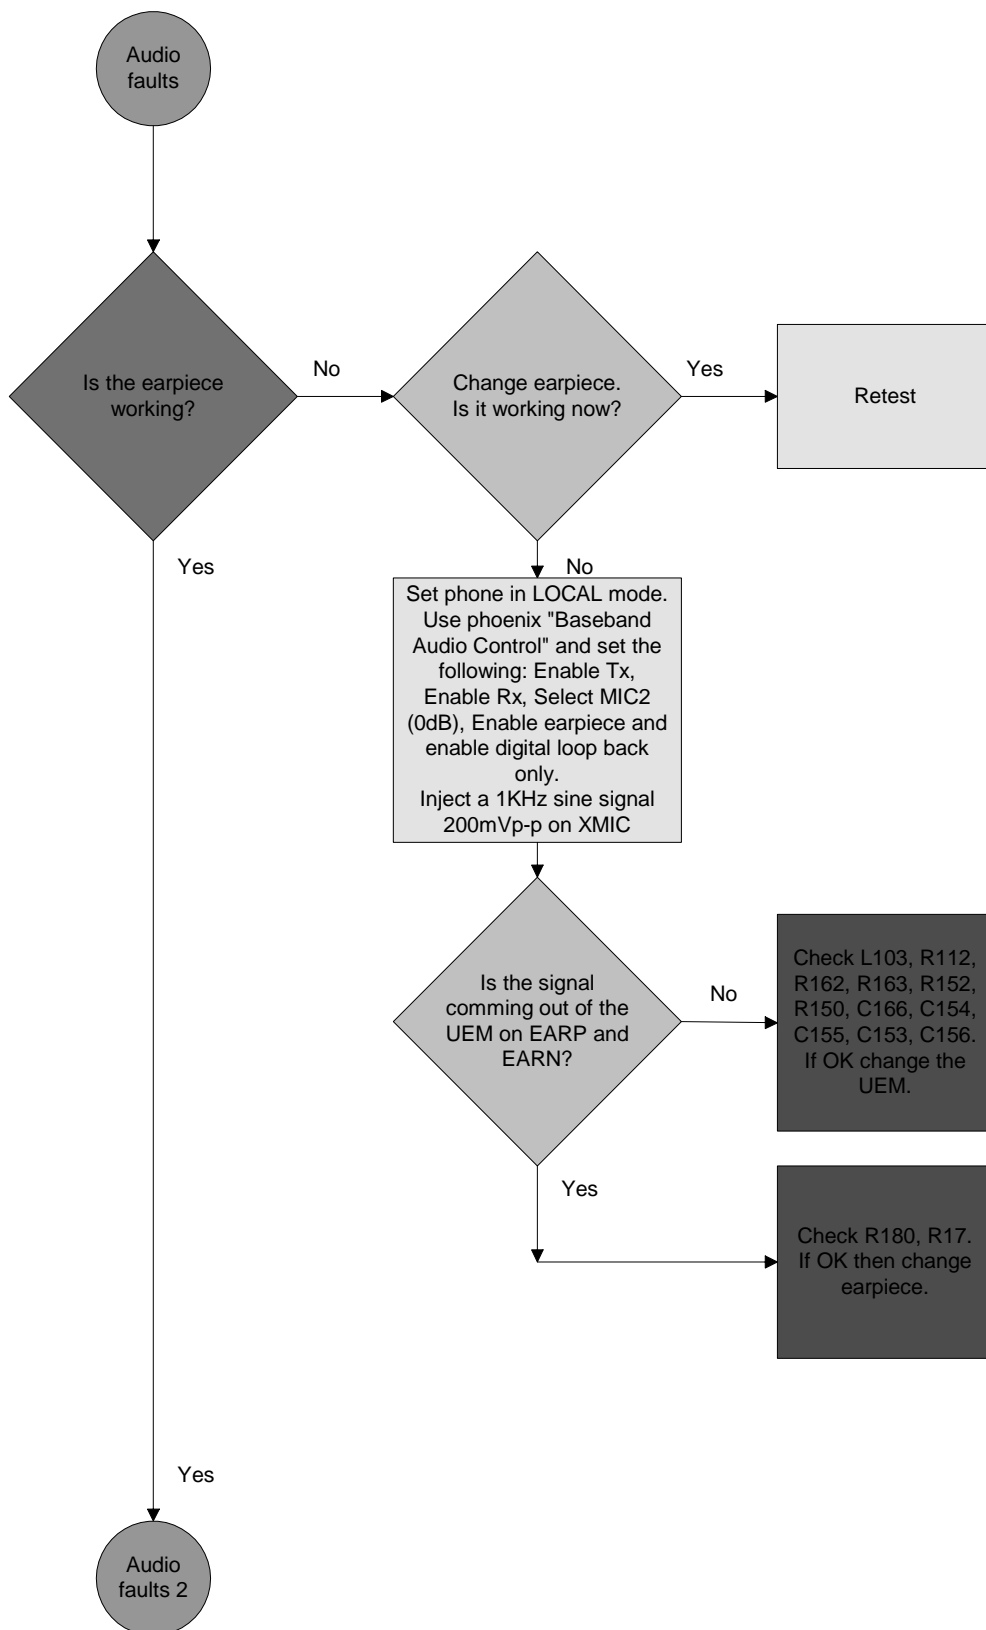 Audio
faults
Is the earpiece
working?
No
Change earpiece.
Is it working now?
Yes
Retest
Yes
No
Set phone in LOCAL mode.
Use phoenix "Baseband
Audio Control" and set the
following: Enable Tx,
Enable Rx, Select MIC2
(0dB), Enable earpiece and
enable digital loop back
only.
Inject a 1KHz sine signal
200mVp-p on XMIC
Is the signal
comming out of the
UEM on EARP and
EARN?
No
Check L103, R112,
R162, R163, R152,
R150, C166, C154,
C155, C153, C156.
If OK change the
UEM.
Yes
Check R180, R17.
If OK then change
earpiece.
Yes
Audio
faults 2